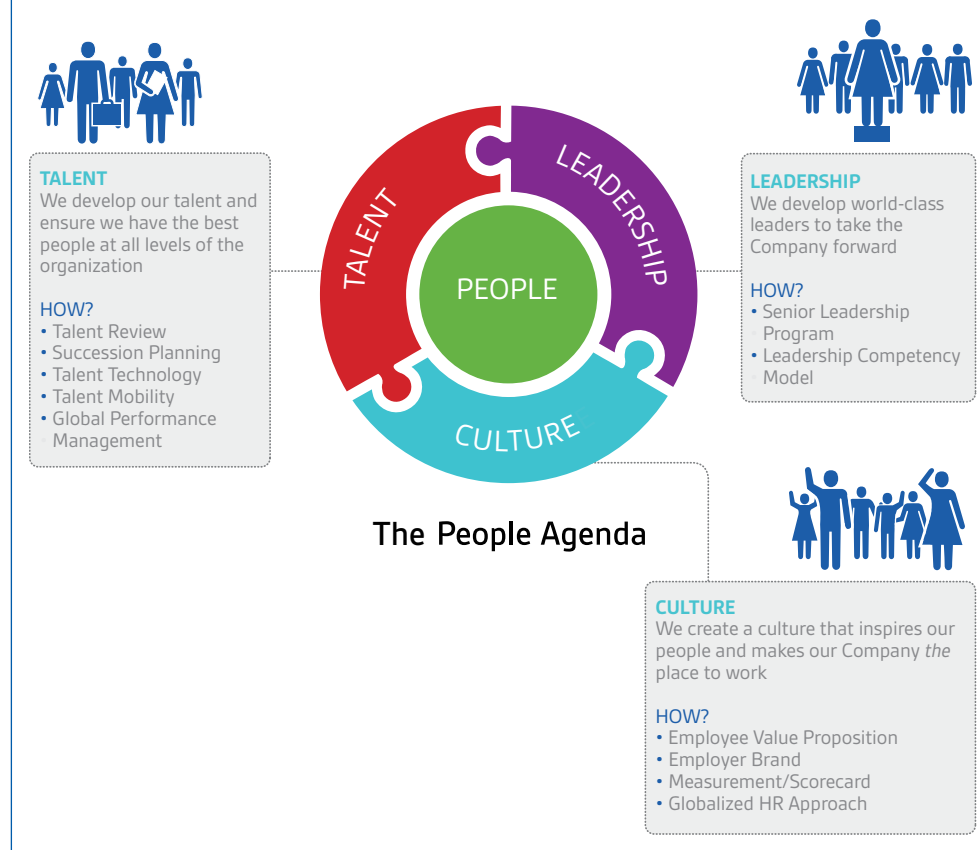 TALENT
We develop our talent and
ensure we have the best
people at all levels of the
organization
HOW?
• Talent Review
• Succession Planning
• Talent Technology
• Talent Mobility
• Global Performance
Management
TALENT
LEADERSHIP
PEOPLE
CULTURE
The People Agenda
LEADERSHIP
We develop world-class
leaders to take the
Company forward
HOW?
• Senior Leadership
Program
• Leadership Competency
Model
CULTURE
We create a culture that inspires our
people and makes our Company the
place to work
HOW?
• Employee Value Proposition
• Employer Brand
• Measurement/Scorecard
• Globalized HR Approach